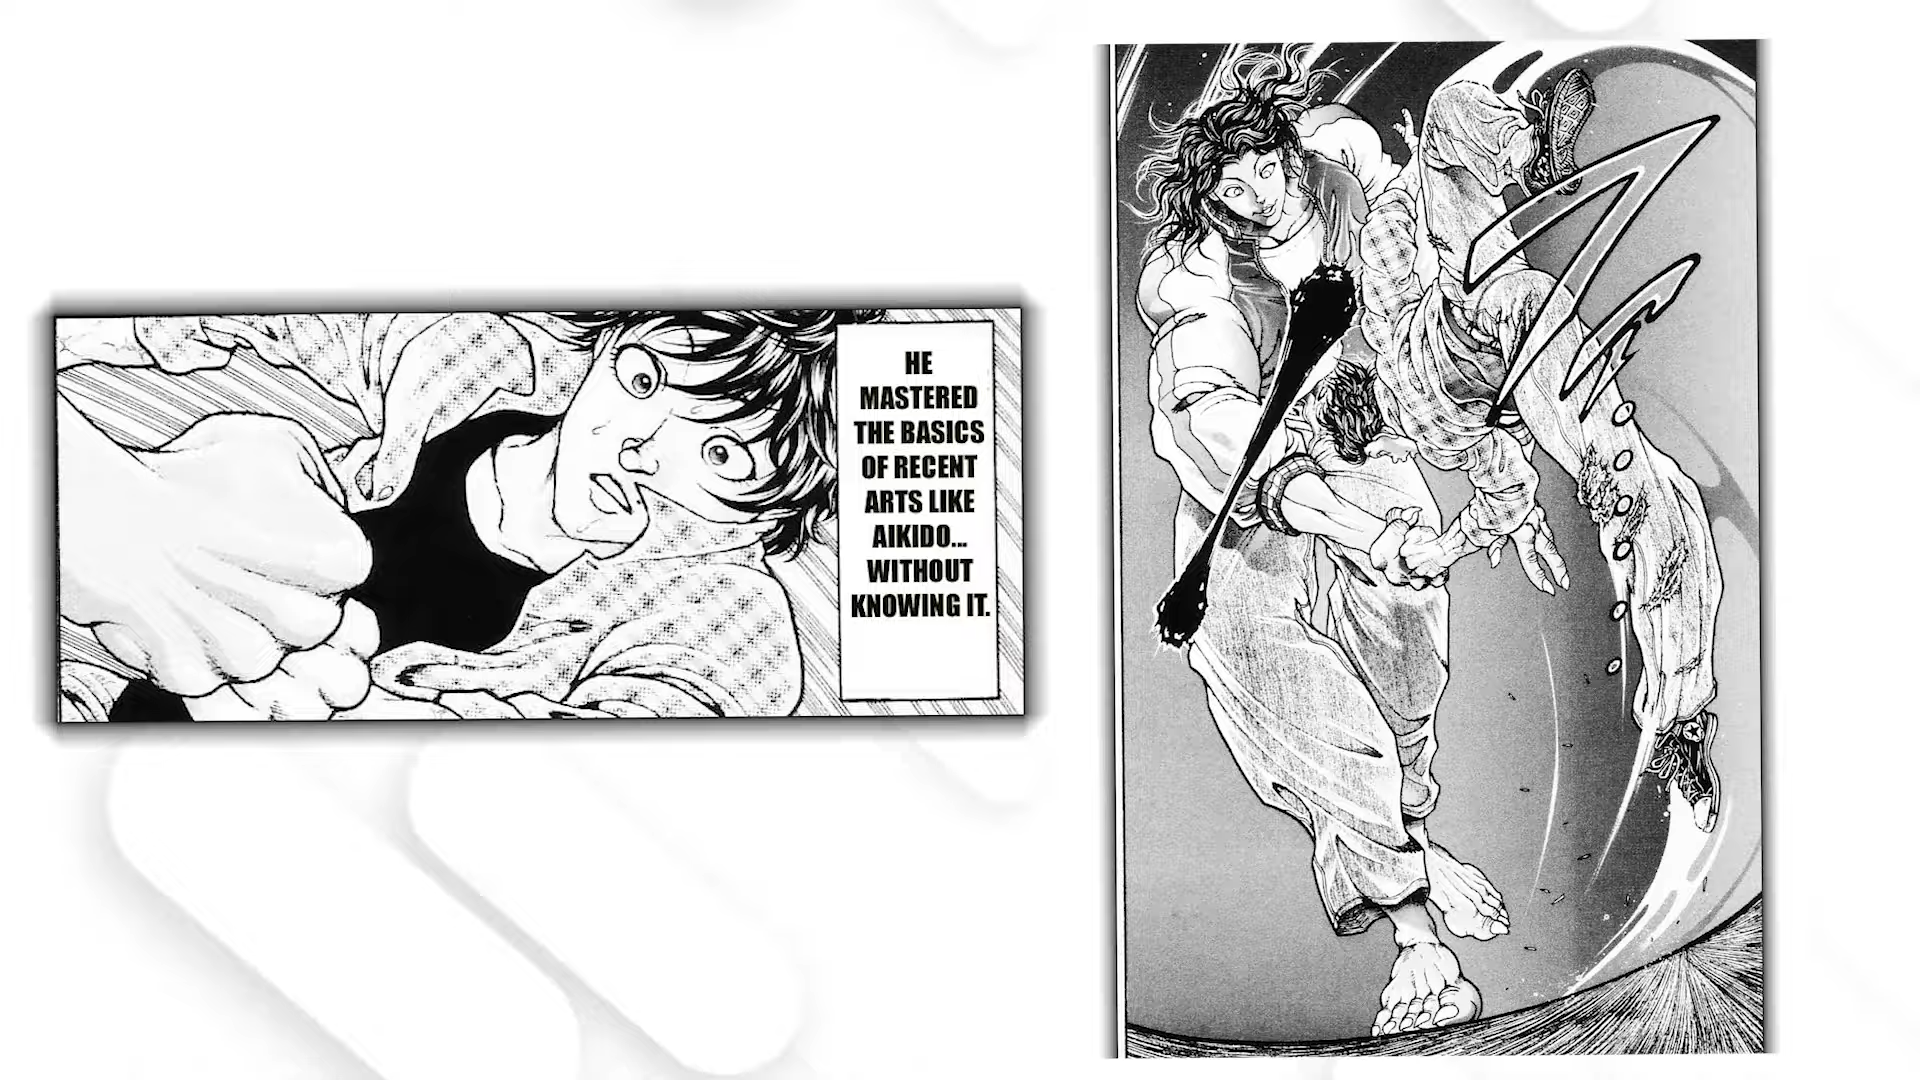 HE
MASTERED
THE BASICS
OF RECENT
ARTS LIKE
AIKIDO...
WITHOUT
KNOWING IT.